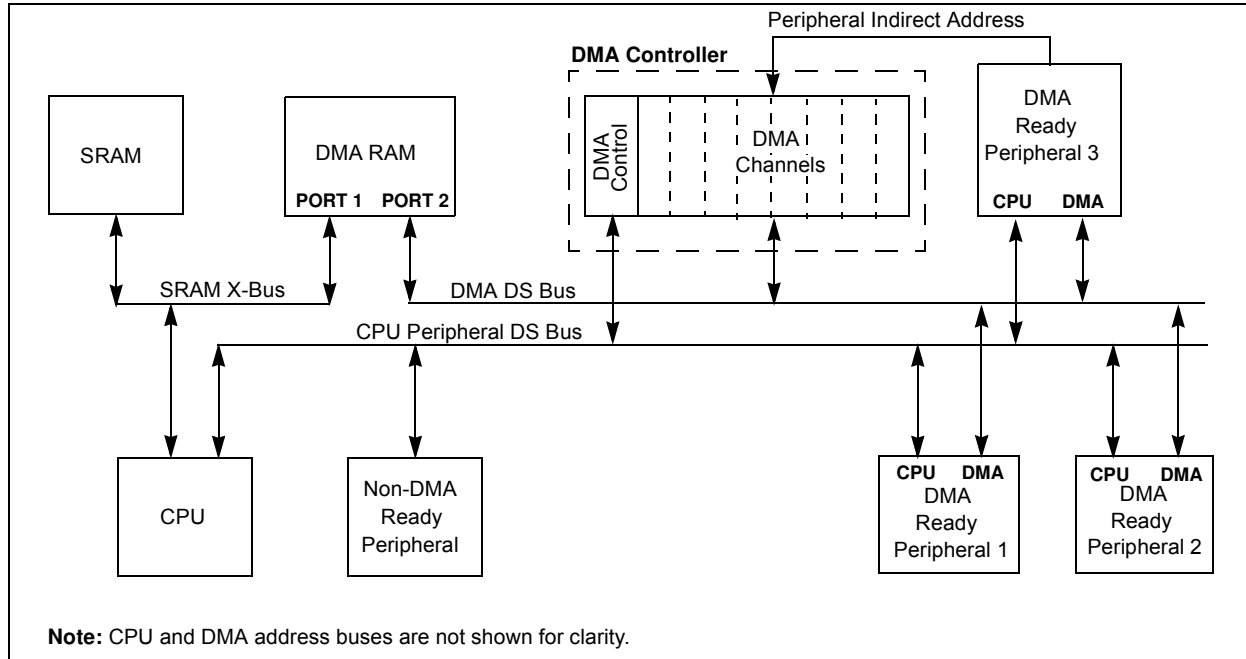 Peripheral Indirect Address
DMA Controller
SRAM
DMA RAM
PORT 1 PORT 2
DMA
Control
DMA
Channels
DMA
Ready
Peripheral 3
CPU DMA
SRAM X-Bus
DMA DS Bus
CPU Peripheral DS Bus
CPU
Non-DMA
Ready
Peripheral
CPU DMA
DMA
Ready
Peripheral 1
CPU DMA
DMA
Ready
Peripheral 2
Note: CPU and DMA address buses are not shown for clarity.